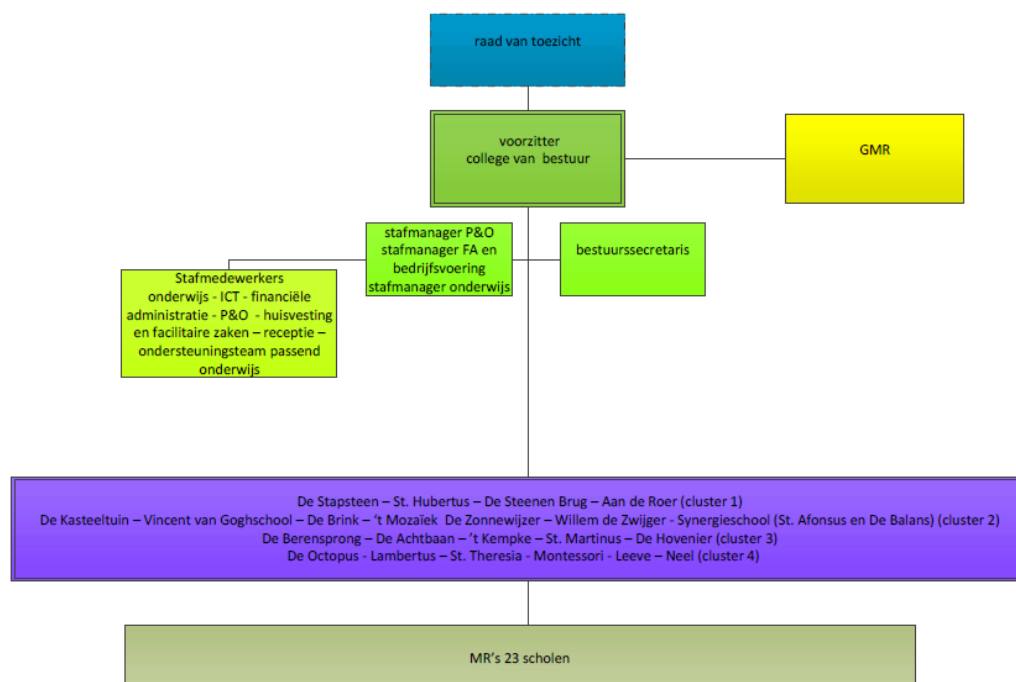 raad van toezicht
voorzitter
college van bestuur
GMR
stafmanager P&O
stafmanager FA en
bedrijfsvoering
stafmanager onderwijs
bestuurssecretaris
Stafmedewerkers
onderwijs - ICT - financiële
administratie - P&O - huisvesting
en facilitaire zaken – receptie –
ondersteuningsteam passend
onderwijs
De Stapsteen – St. Hubertus – De Steenen Brug – Aan de Roer (cluster 1)
De Kasteeltuin – Vincent van Goghschool – De Brink – ‘t Mozaïek De Zonnewijzer – Willem de Zwijger - Synergieschool (St. Afonsus en De Balans) (cluster 2)
De Berensprong – De Achtbaan – ’t Kempke – St. Martinus – De Hovenier (cluster 3)
De Octopus - Lambertus – St. Theresia - Montessori - Leeve – Neel (cluster 4)
MR’s 23 scholen